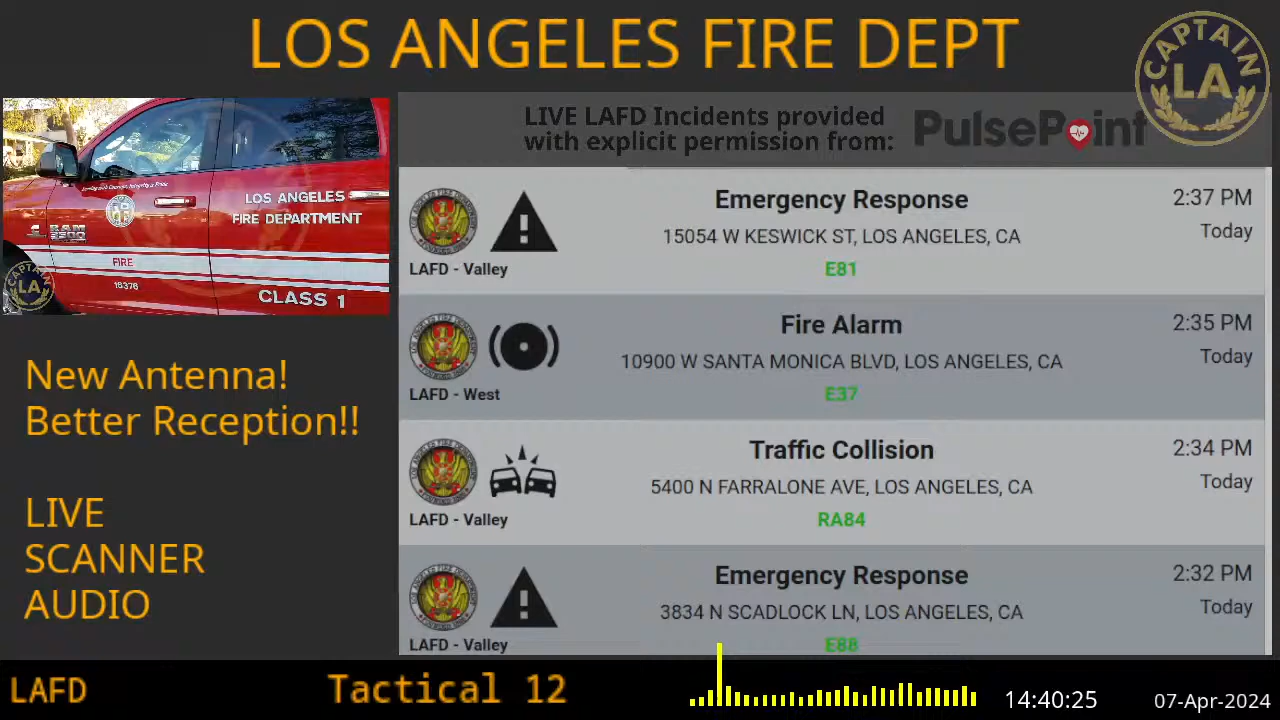 LOS ANGELES FIRE DEPT
CAPTAIN
LA
LIVE LAFD Incidents provided
with explicit permission from:
PulsePoint
LOS ANGELES
FIRE DEPARTMENT
RAM
FIRE
CLASS 1
CAPTAIN
LA
Emergency Response
15054 W KESWICK ST, LOS ANGELES, CA
E81
2:37 PM
Today
LAFD - Valley
Fire Alarm
10900 W SANTA MONICA BLVD, LOS ANGELES, CA
E37
2:35 PM
Today
LAFD - West
Traffic Collision
5400 N FARRALONE AVE, LOS ANGELES, CA
RA84
2:34 PM
Today
LAFD - Valley
Emergency Response
3834 N SCADLOCK LN, LOS ANGELES, CA
E88
2:32 PM
Today
LAFD - Valley
New Antenna!
Better Reception!!
LIVE
SCANNER
AUDIO
LAFD
Tactical 12
14:40:25
07-Apr-2024